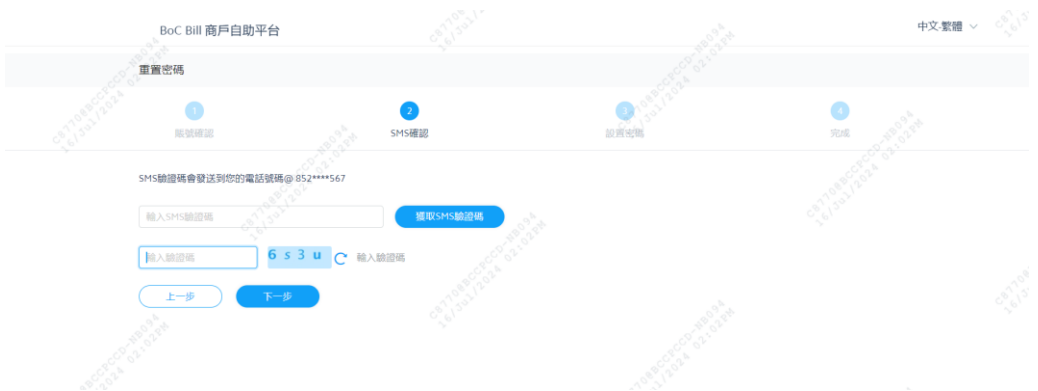 BoC Bill 商戶自助平台
中文-繁體
重置密碼
1
2
3
4
賬號確認
SMS確認
設置密碼
完成
SMS驗證碼會發送到您的電話號碼@ 852****567
輸入SMS驗證碼
獲取SMS驗證碼
輸入驗證碼
6 s 3 u
輸入驗證碼
上一步
下一步